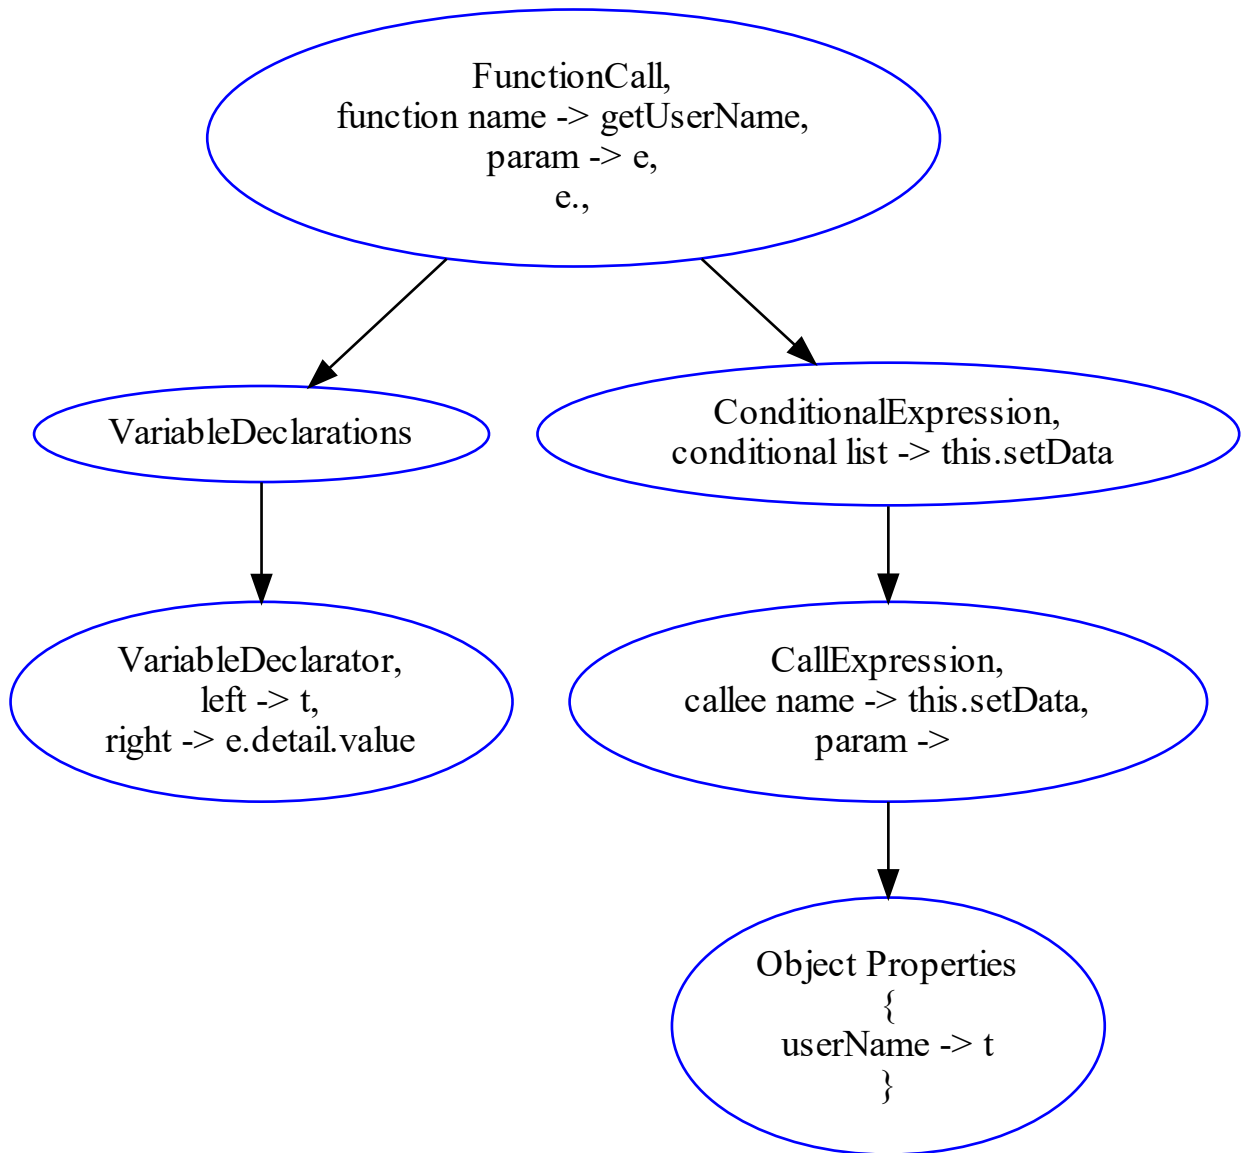 FunctionCall,
function name -> getUserName,
param -> e,
e.,
VariableDeclarations
ConditionalExpression,
conditional list -> this.setData
VariableDeclarator,
left -> t,
right -> e.detail.value
CallExpression,
callee name -> this.setData,
param ->
Object Properties
{
userName -> t
}